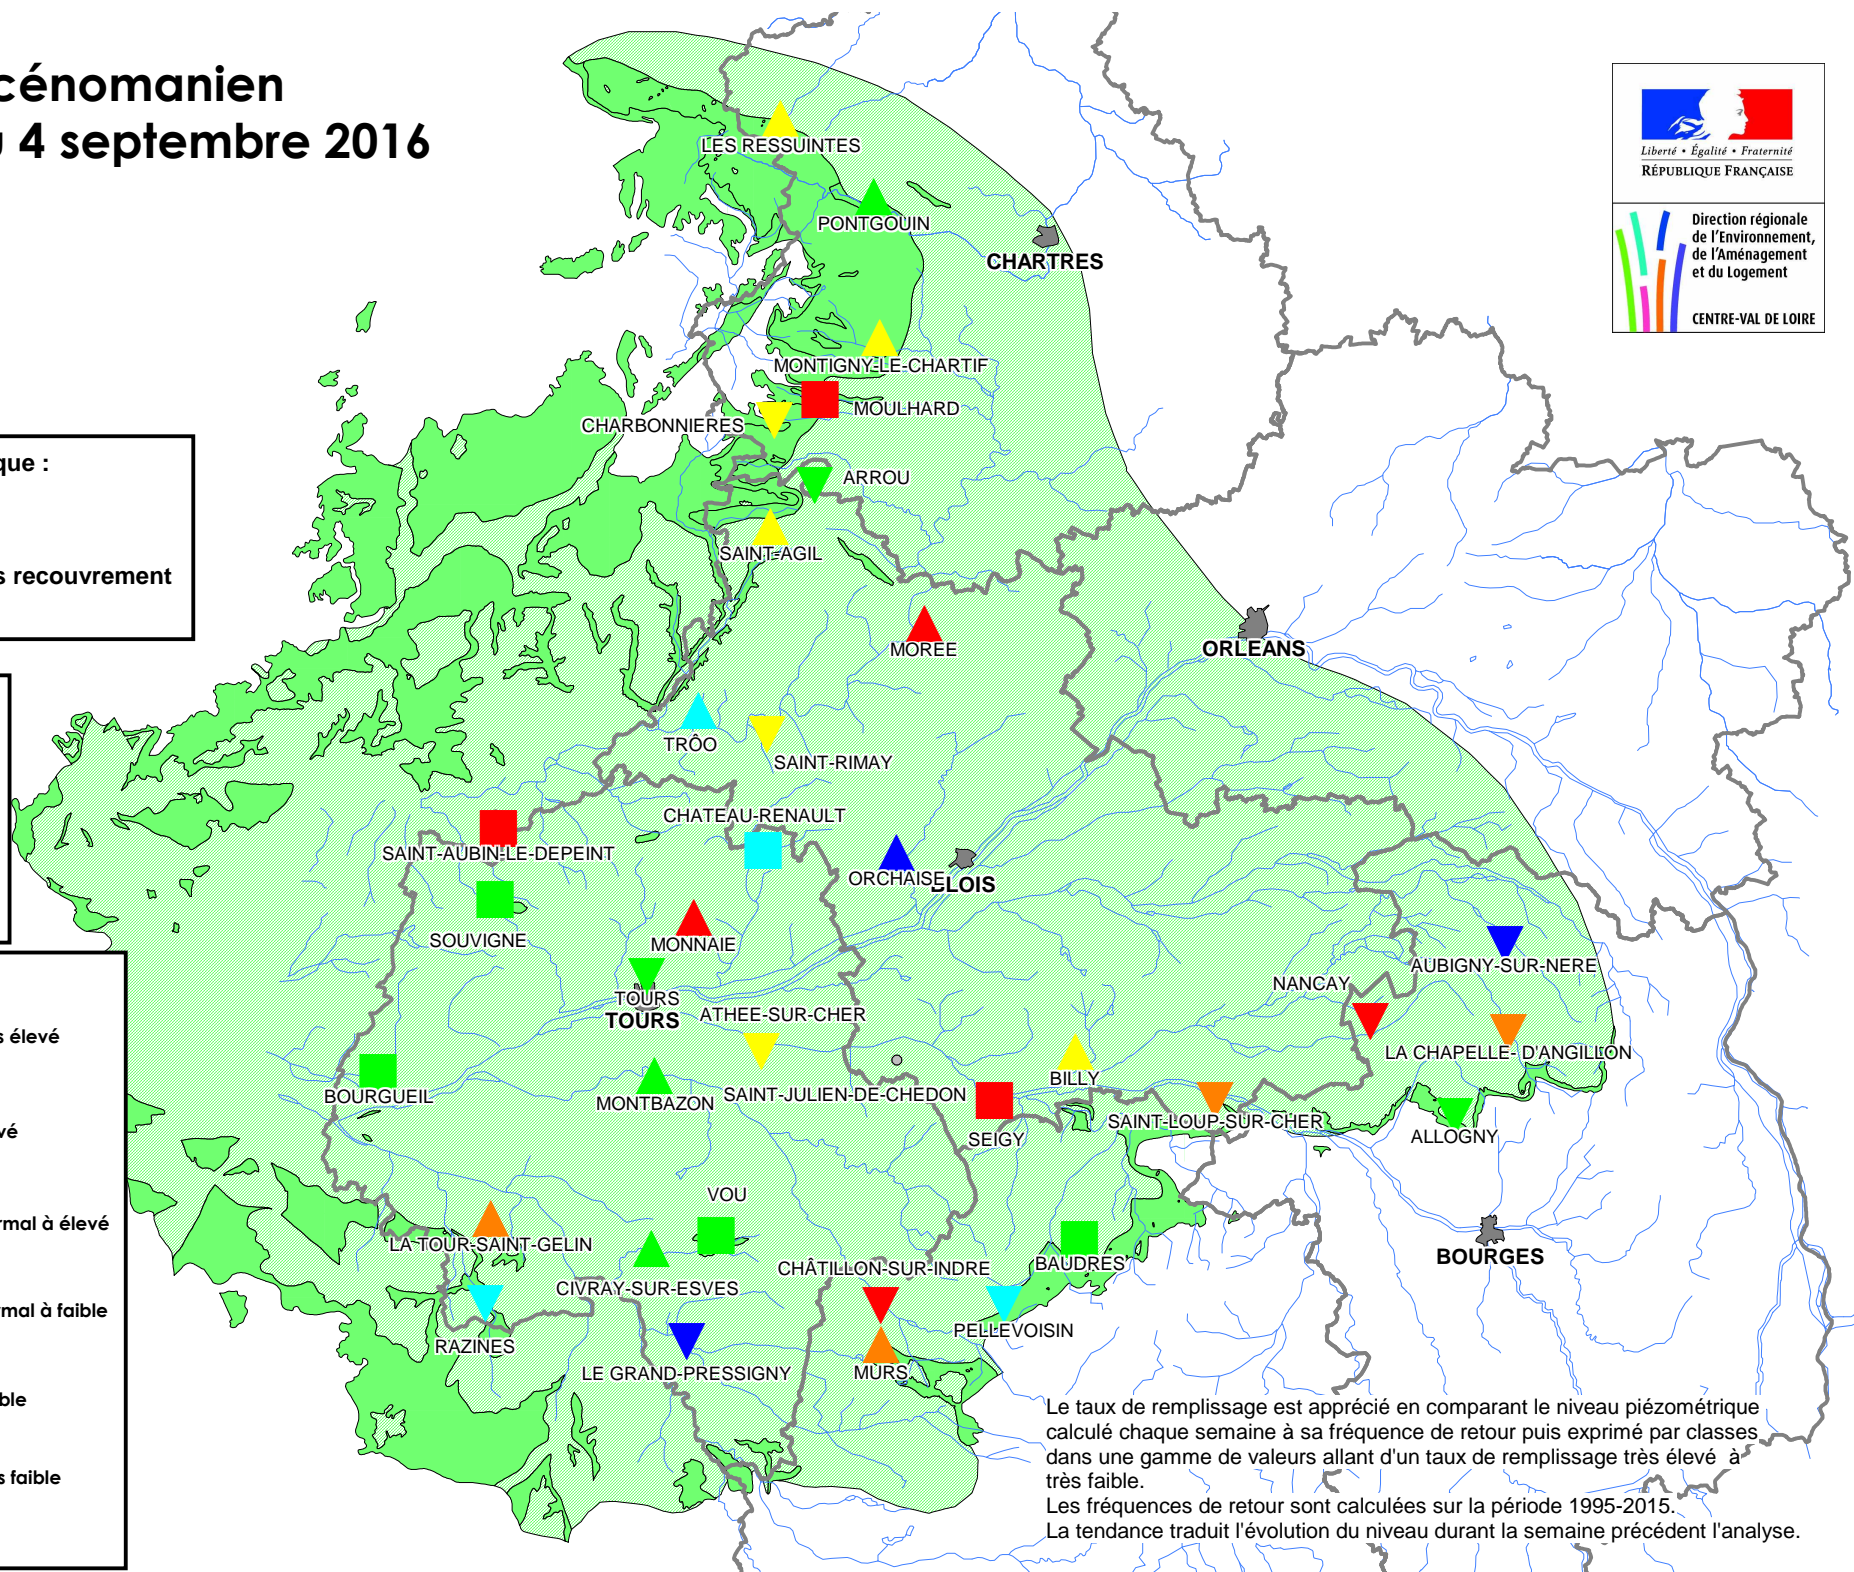 cénomanien
4 septembre 2016
Liberté • Égalité • Fraternité
RÉPUBLIQUE FRANÇAISE
Direction régionale
de l'Environnement,
de l'Aménagement
et du Logement
CENTRE-VAL DE LOIRE
LES RESSUINTES
PONTGOUIN
CHARTRES
MONTIGNY-LE-CHARTIF
MOULHARD
CHARBONNIERES
ARROU
SAINT-AGIL
MOREE
ORLEANS
TRÔO
SAINT-RIMAY
CHATEAU-RENAULT
SAINT-AUBIN-LE-DEPEINT
ORCHAISE
BLOIS
SOUVIGNE
MONNAIE
AUBIGNY-SUR-NERE
NANCAY
TOURS
TOURS
ATHEE-SUR-CHER
LA CHAPELLE- D'ANGILLON
BILLY
BOURGUEIL
MONTBAZON
SAINT-JULIEN-DE-CHEDON
SEIGY
SAINT-LOUP-SUR-CHER
ALLOGNY
VOU
LA TOUR-SAINT-GELIN
BOURGES
BAUDRES
CHÂTILLON-SUR-INDRE
CIVRAY-SUR-ESVES
PELLEVOISIN
RAZINES
LE GRAND-PRESSIGNY
MURS
que :
s recouvrement
s élevé
vé
rmal à élevé
rmal à faible
ble
s faible
Le taux de remplissage est apprécié en comparant le niveau piézométrique
calculé chaque semaine à sa fréquence de retour puis exprimé par classes
dans une gamme de valeurs allant d'un taux de remplissage très élevé à
très faible.
Les fréquences de retour sont calculées sur la période 1995-2015.
La tendance traduit l'évolution du niveau durant la semaine précédent l'analyse.